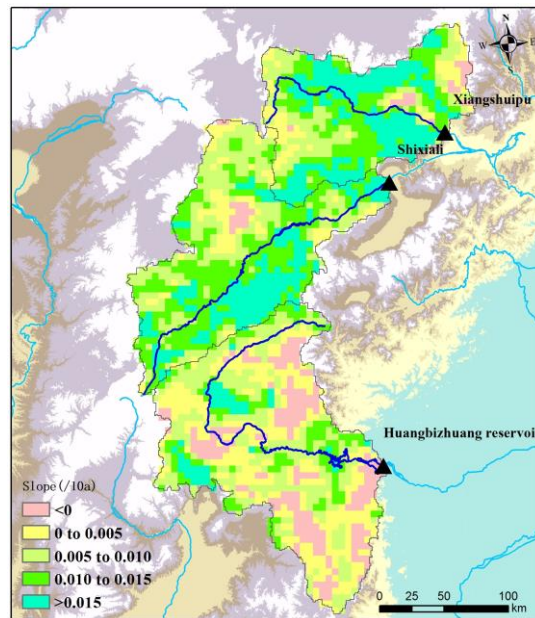 N
W
E
S
Xiangshuipu
Shixiali
Huangbizhuang reservoi
Slope(/10a)
<0
0 to 0.005
0.005 to 0.010
0.010 to 0.015
>0.015
0 25 50 100
km